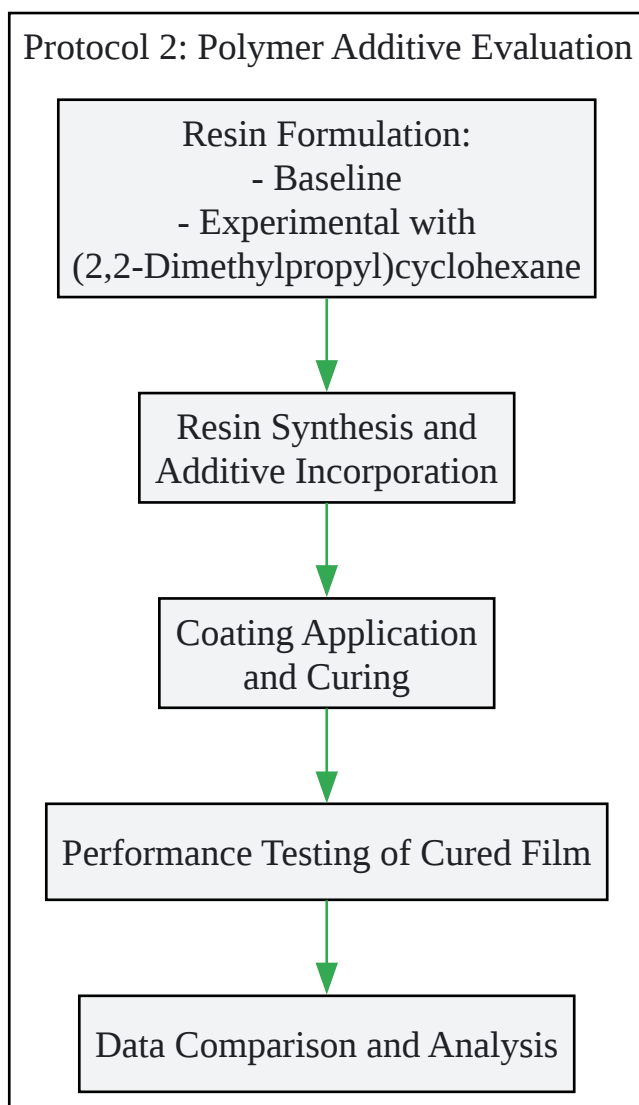 Protocol 2: Polymer Additive Evaluation
Resin Formulation:
- Baseline
- Experimental with
(2,2-Dimethylpropyl)cyclohexane
Resin Synthesis and
Additive Incorporation
Coating Application
and Curing
Performance Testing of Cured Film
Data Comparison and Analysis